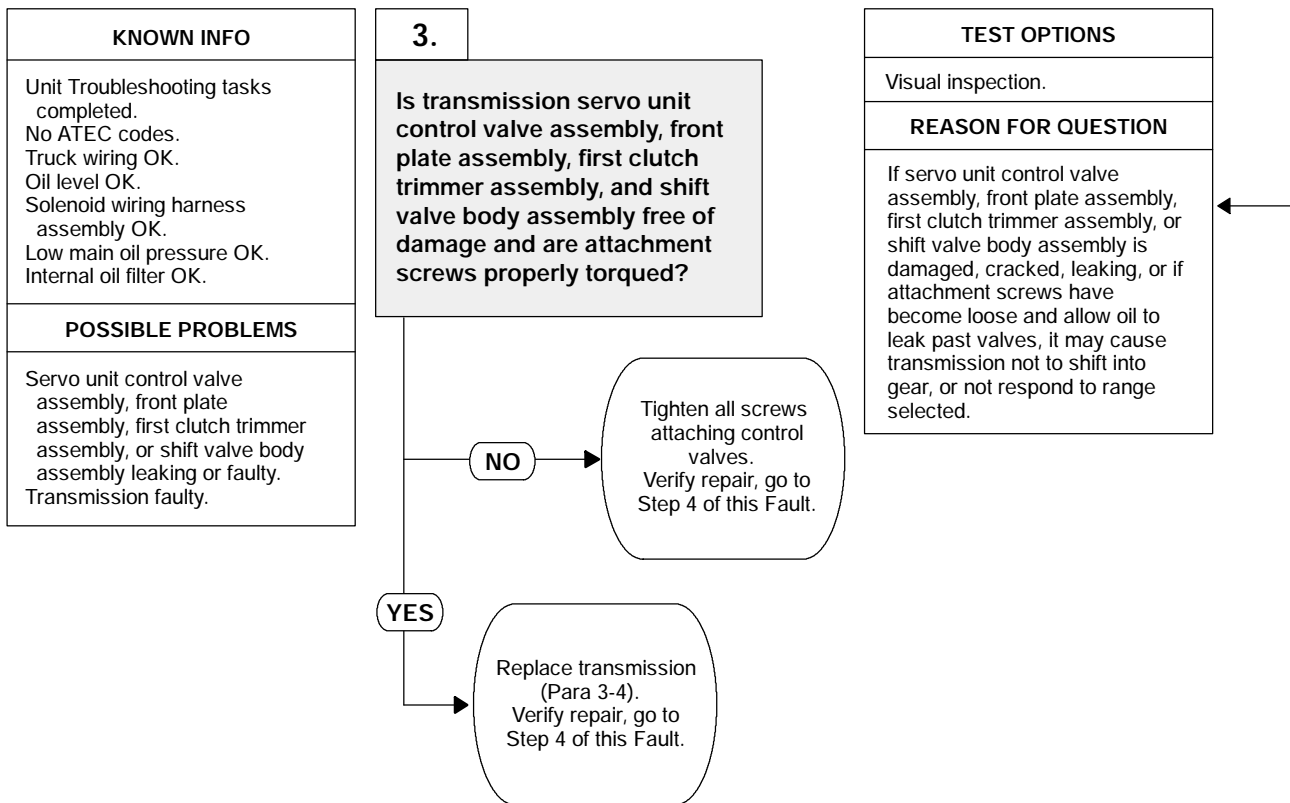 KNOWN INFO
Unit Troubleshooting tasks
completed.
No ATEC codes.
Truck wiring OK.
Oil level OK.
Solenoid wiring harness
assembly OK.
Low main oil pressure OK.
Internal oil filter OK.
POSSIBLE PROBLEMS
Servo unit control valve
assembly, front plate
assembly, first clutch trimmer
assembly, or shift valve body
assembly leaking or faulty.
Transmission faulty.
3.
Is transmission servo unit
control valve assembly, front
plate assembly, first clutch
trimmer assembly, and shift
valve body assembly free of
damage and are attachment
screws properly torqued?
TEST OPTIONS
Visual inspection.
REASON FOR QUESTION
If servo unit control valve
assembly, front plate assembly,
first clutch trimmer assembly, or
shift valve body assembly is
damaged, cracked, leaking, or if
attachment screws have
become loose and allow oil to
leak past valves, it may cause
transmission not to shift into
gear, or not respond to range
selected.
NO
Tighten all screws
attaching control
valves.
Verify repair, go to
Step 4 of this Fault.
YES
Replace transmission
(Para 3-4).
Verify repair, go to
Step 4 of this Fault.